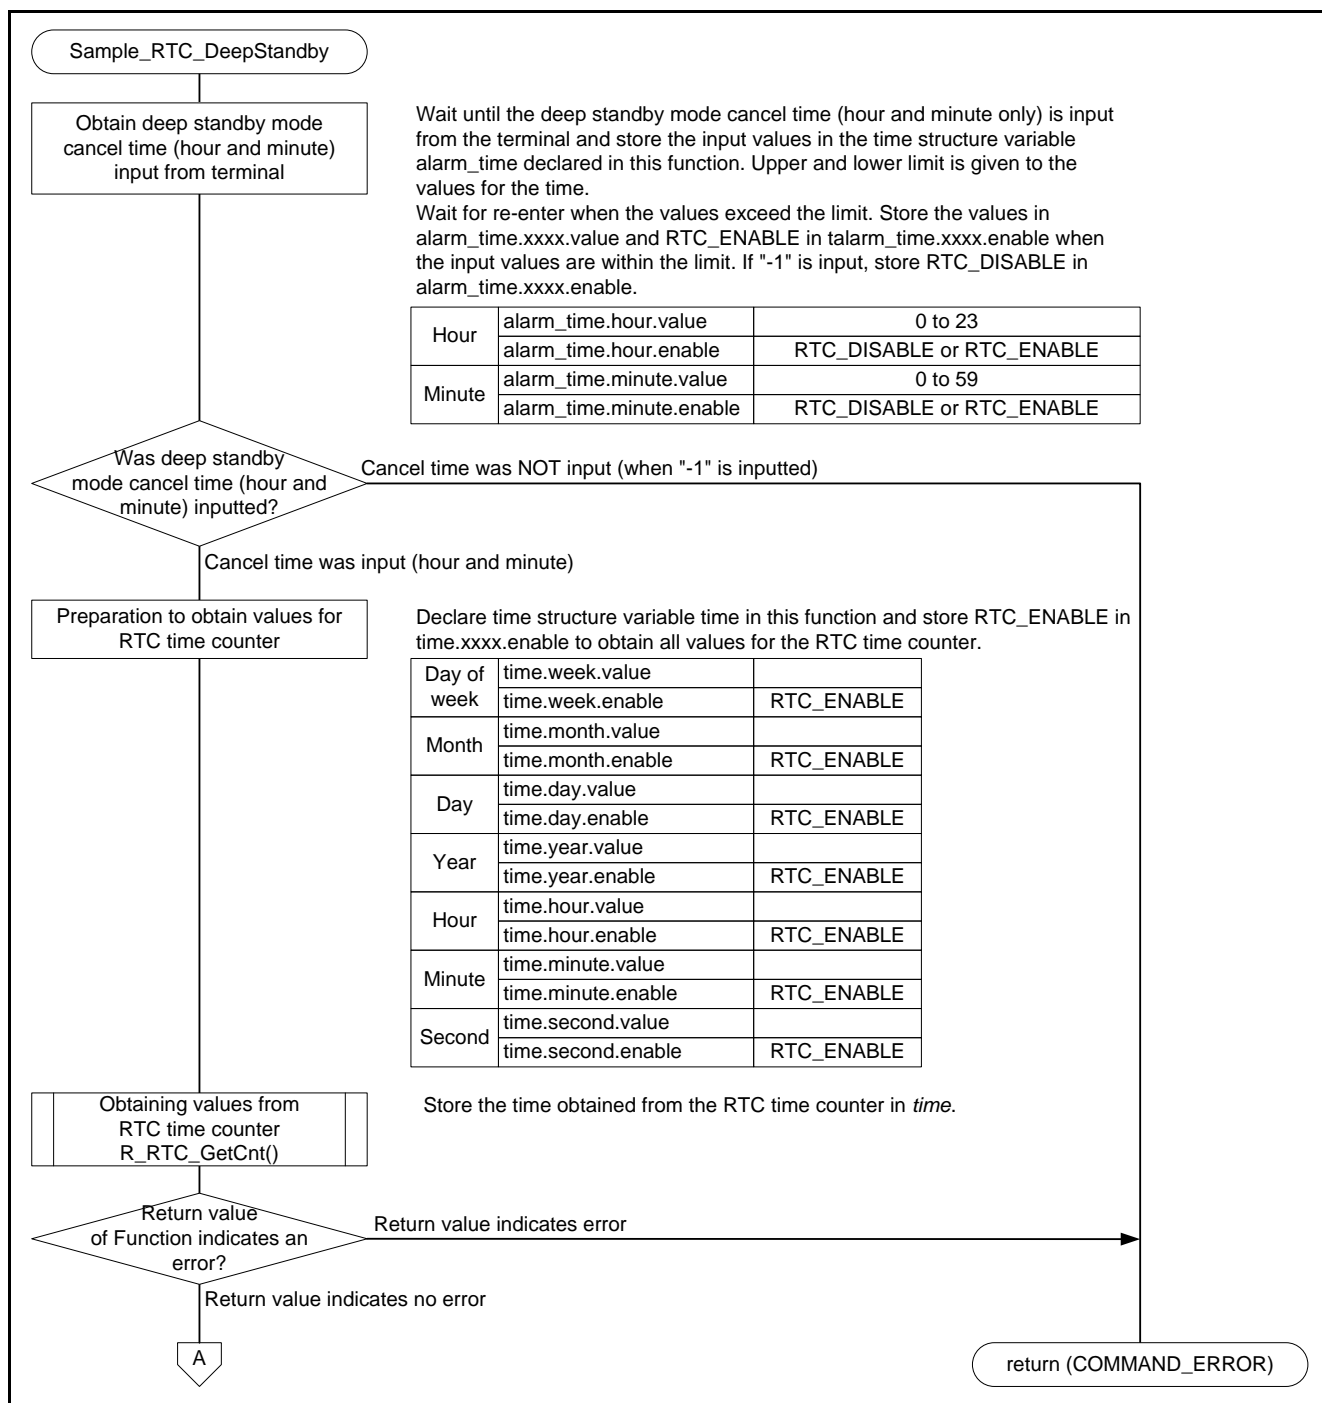 Sample_RTC_DeepStandby
Obtain deep standby mode
cancel time (hour and minute)
input from terminal
Wait until the deep standby mode cancel time (hour and minute only) is input
from the terminal and store the input values in the time structure variable
alarm_time declared in this function. Upper and lower limit is given to the
values for the time.
Wait for re-enter when the values exceed the limit. Store the values in
alarm_time.xxxx.value and RTC_ENABLE in talarm_time.xxxx.enable when
the input values are within the limit. If "-1" is input, store RTC_DISABLE in
alarm_time.xxxx.enable.
Hour
alarm_time.hour.value 0 to 23
alarm_time.hour.enable RTC_DISABLE or RTC_ENABLE
Minute
alarm_time.minute.value 0 to 59
alarm_time.minute.enable RTC_DISABLE or RTC_ENABLE
Was deep standby
mode cancel time (hour and
minute) inputted?
Cancel time was NOT input (when "-1" is inputted)
Cancel time was input (hour and minute)
Preparation to obtain values for
RTC time counter
Declare time structure variable time in this function and store RTC_ENABLE in
time.xxxx.enable to obtain all values for the RTC time counter.
Day of
week
time.week.value
time.week.enable RTC_ENABLE
Month
time.month.value
time.month.enable RTC_ENABLE
Day
time.day.value
time.day.enable RTC_ENABLE
Year
time.year.value
time.year.enable RTC_ENABLE
Hour
time.hour.value
time.hour.enable RTC_ENABLE
Minute
time.minute.value
time.minute.enable RTC_ENABLE
Second
time.second.value
time.second.enable RTC_ENABLE
Obtaining values from
RTC time counter
R_RTC_GetCnt()
Store the time obtained from the RTC time counter in time.
Return value
of Function indicates an
error?
Return value indicates error
Return value indicates no error
A
return (COMMAND_ERROR)